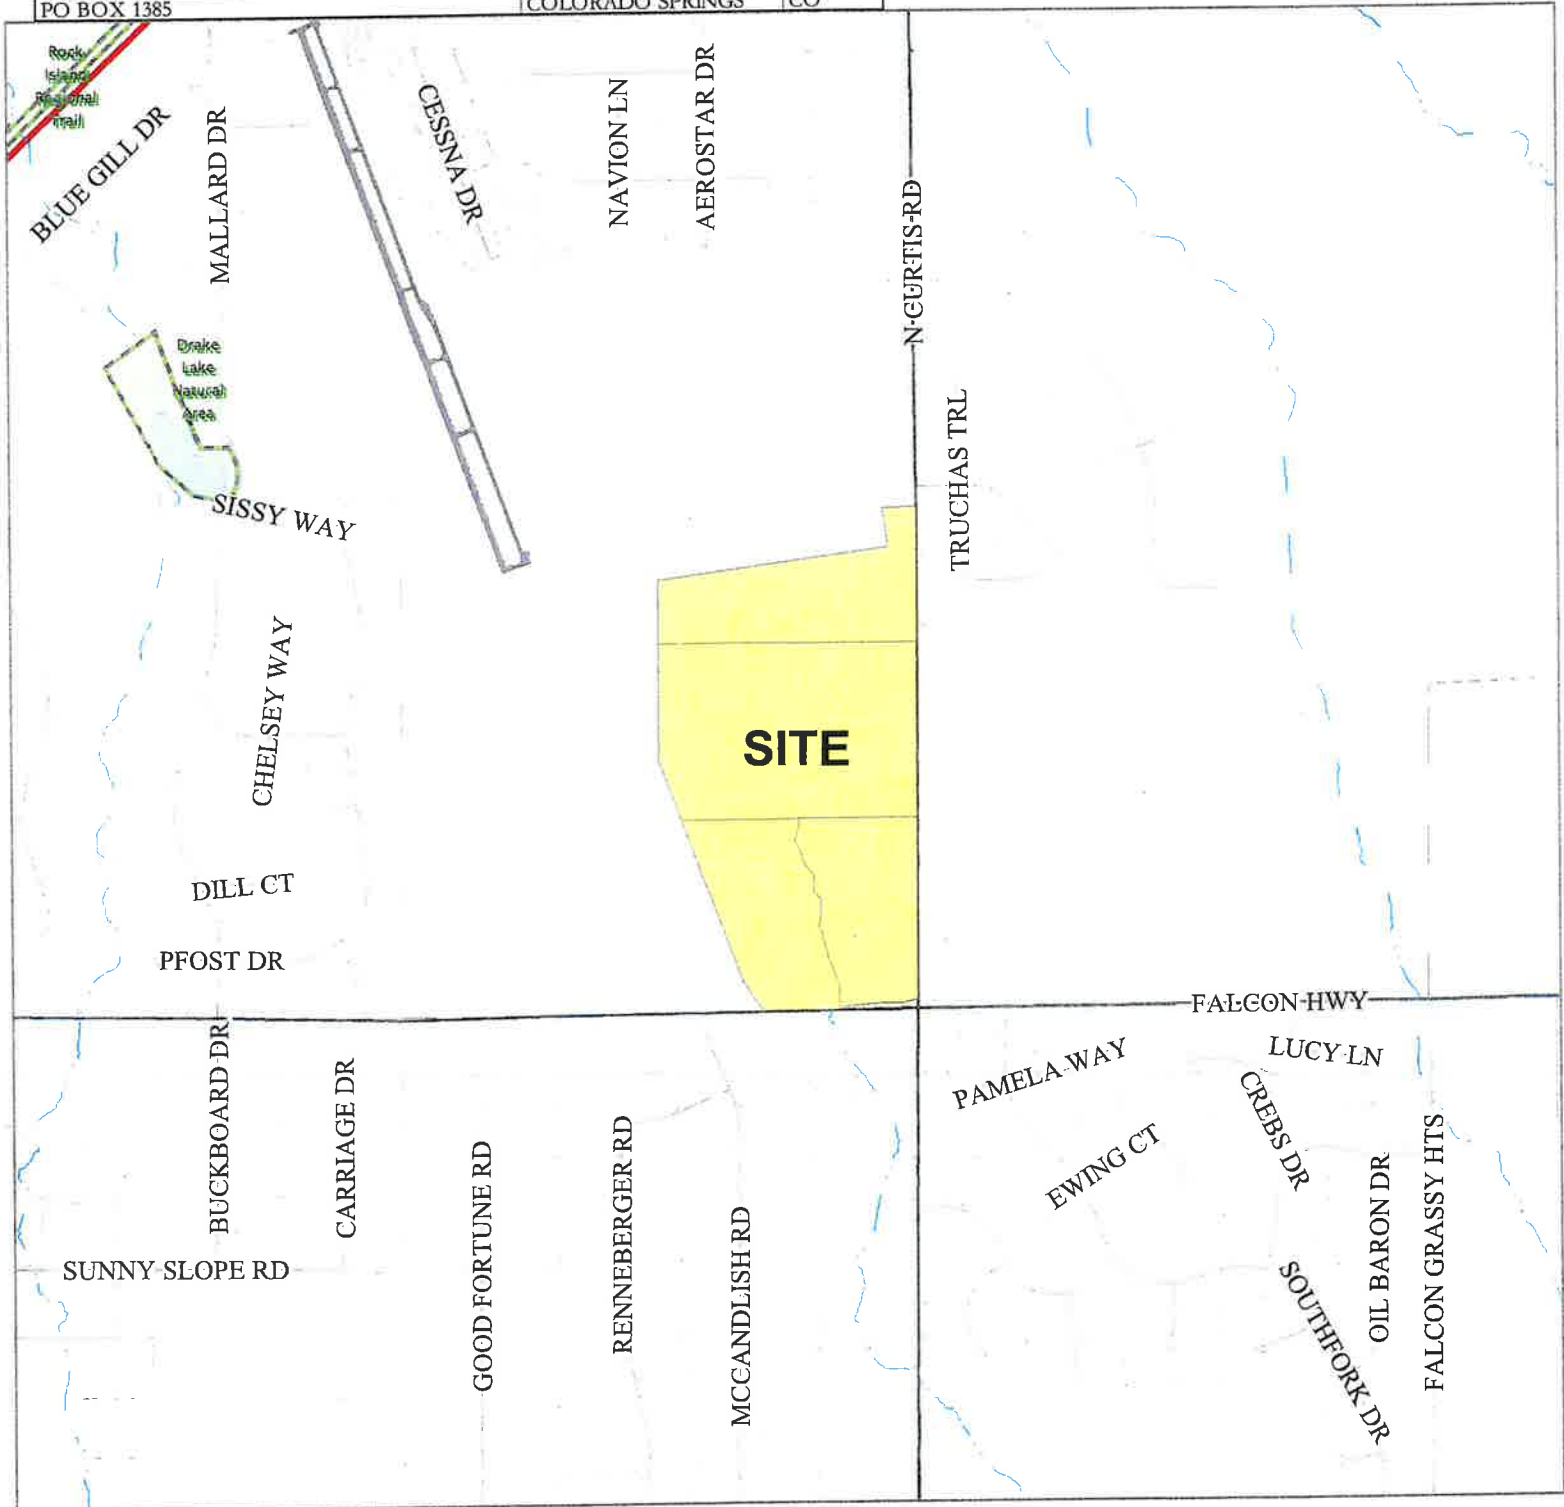 PO BOX 1385
COLORADO SPRINGS
CO
Rock
Island
Regional
Trail
BLUE GILL DR
MALLARD DR
CESSNA DR
NAVION LN
AEROSTAR DR
N CURTIS RD
Drake
Lake
Natural
Area
SISSY WAY
TRUCHAS TRL
CHELSEY WAY
SITE
DILL CT
PFOST DR
FALCON HWY
BUCKBOARD DR
CARRIAGE DR
GOOD FORTUNE RD
RENNEBERGER RD
MCCANDLISH RD
SUNNY SLOPE RD
PAMELA WAY
LUCY LN
CREBS DR
EWING CT
OIL BARON DR
FALCON GRASSY HTS
SOUTHFORK DR